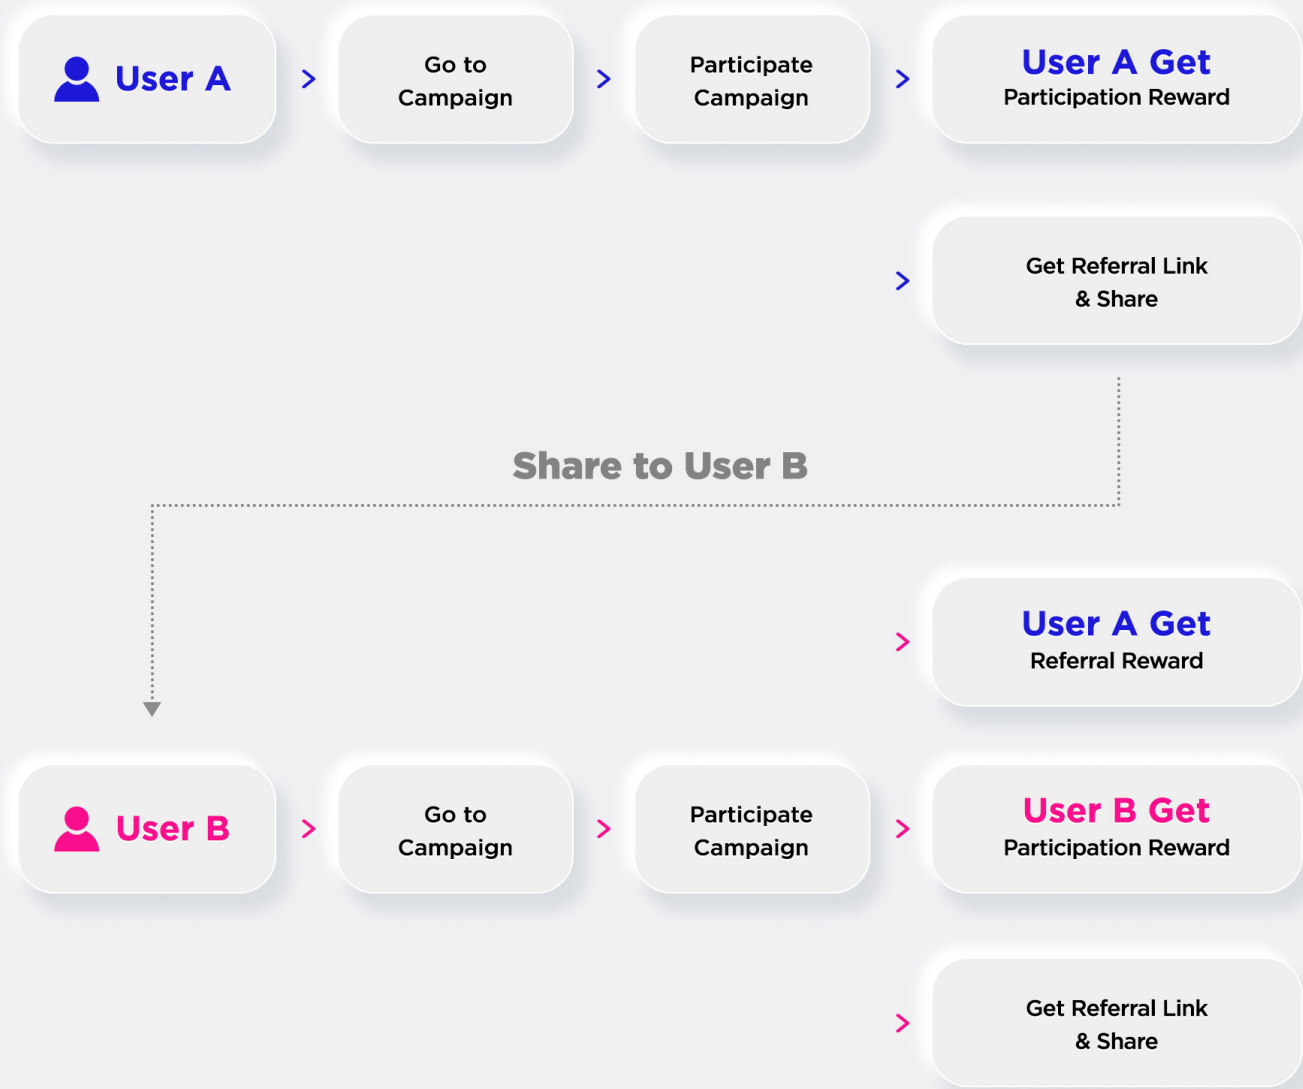 User A
Go to
Campaign
Participate
Campaign
User A Get
Participation Reward
Get Referral Link
& Share
Share to User B
User A Get
Referral Reward
User B
Go to
Campaign
Participate
Campaign
User B Get
Participation Reward
Get Referral Link
& Share